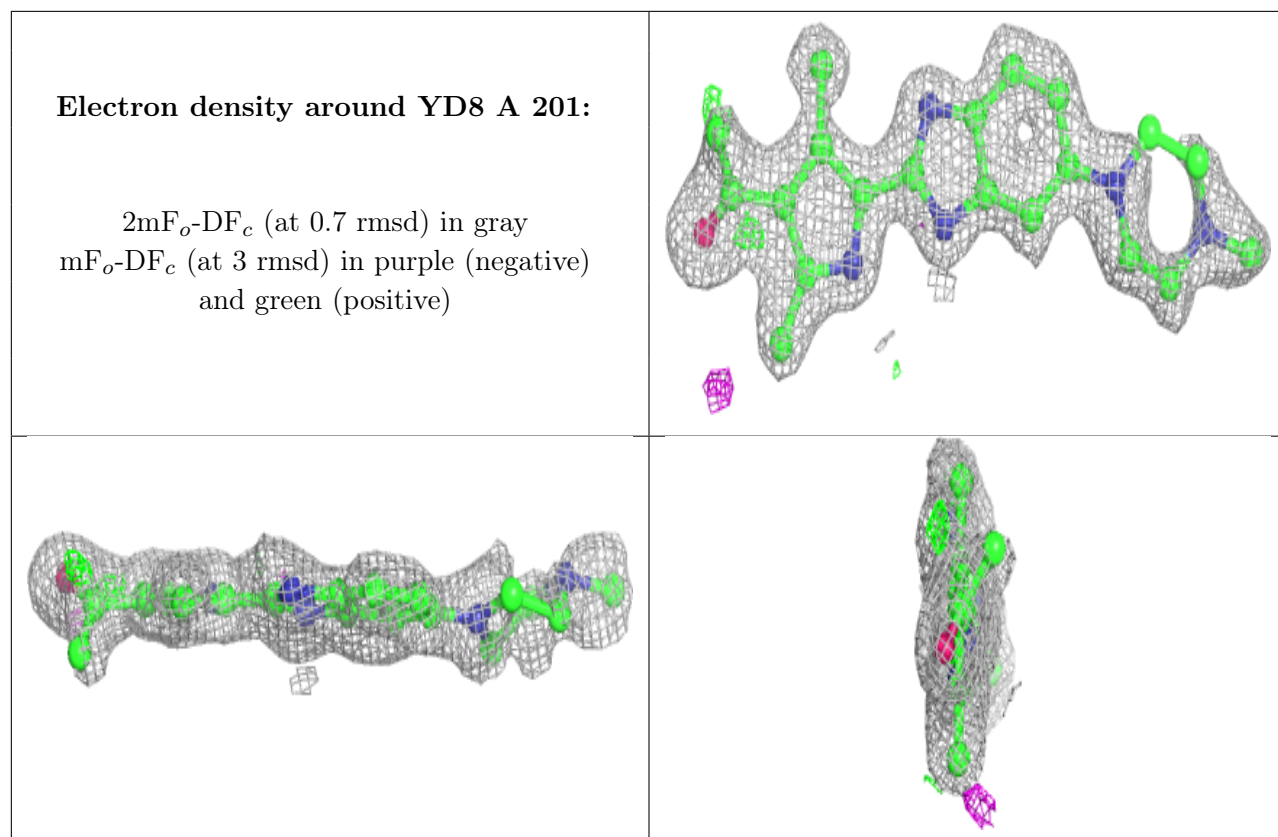 Electron density around YD8 A 201:
2mFo-DFc (at 0.7 rmsd) in gray
mFo-DFc (at 3 rmsd) in purple (negative)
and green (positive)